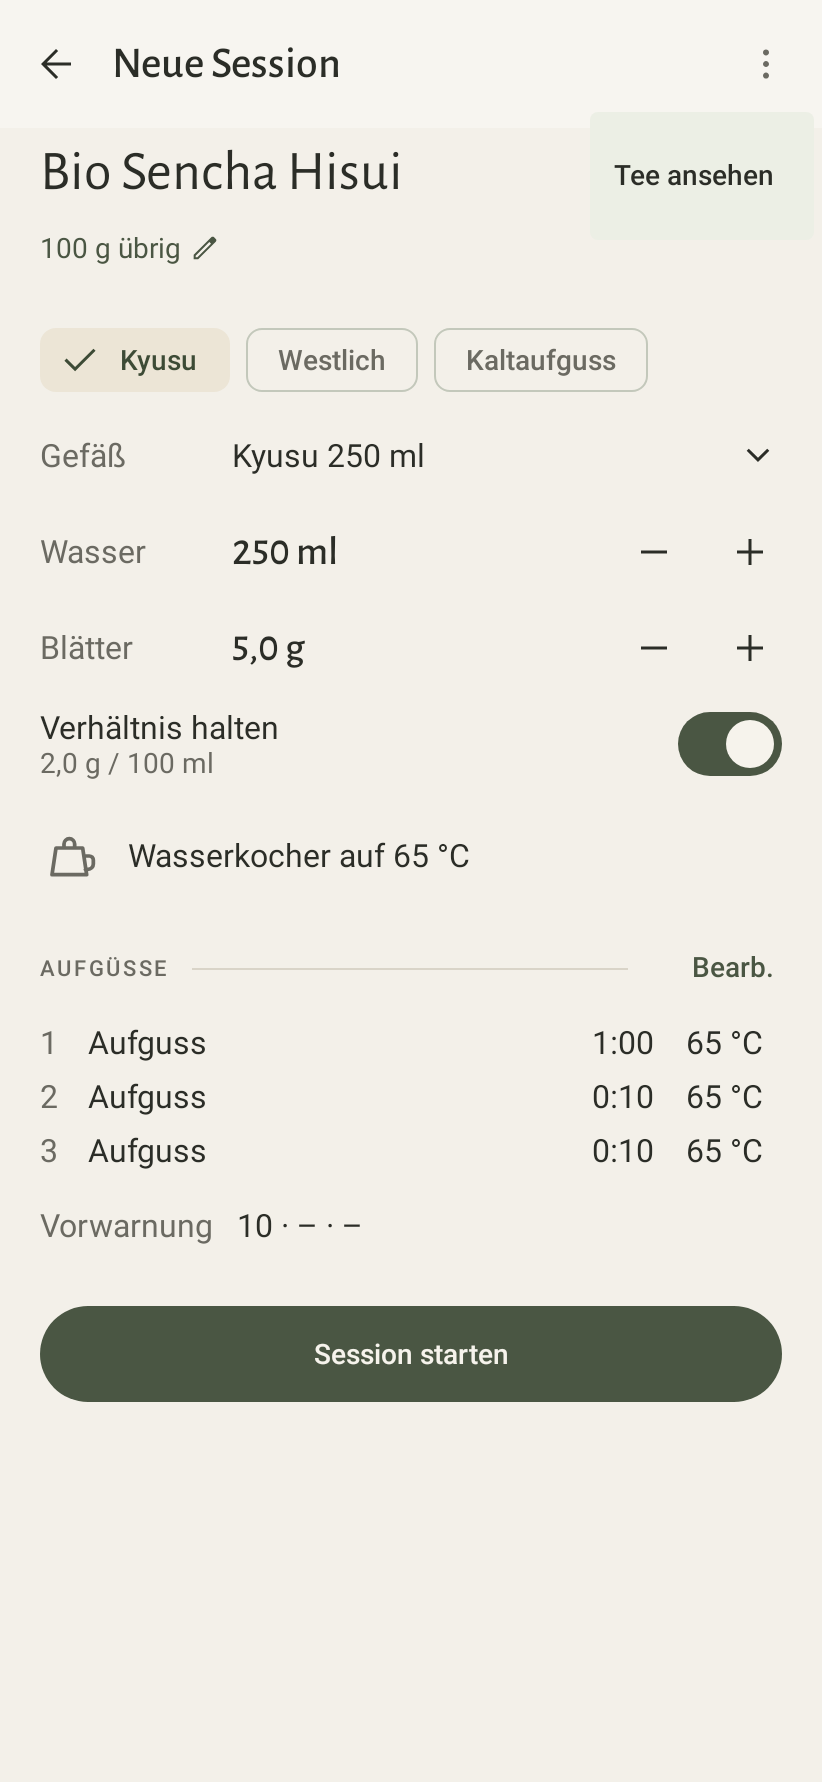 Neue Session
Bio Sencha Hisui
Tee ansehen
100 g übrig
Kyusu
Westlich
Kaltaufguss
Gefäß Kyusu 250 ml
Wasser 250 ml
Blätter 5,0 g
Verhältnis halten
2,0 g / 100 ml
Wasserkocher auf 65 °C
AUFGÜSSE Bearb.
1 Aufguss 1:00 65 °C
2 Aufguss 0:10 65 °C
3 Aufguss 0:10 65 °C
Vorwarnung 10 · – · –
Session starten